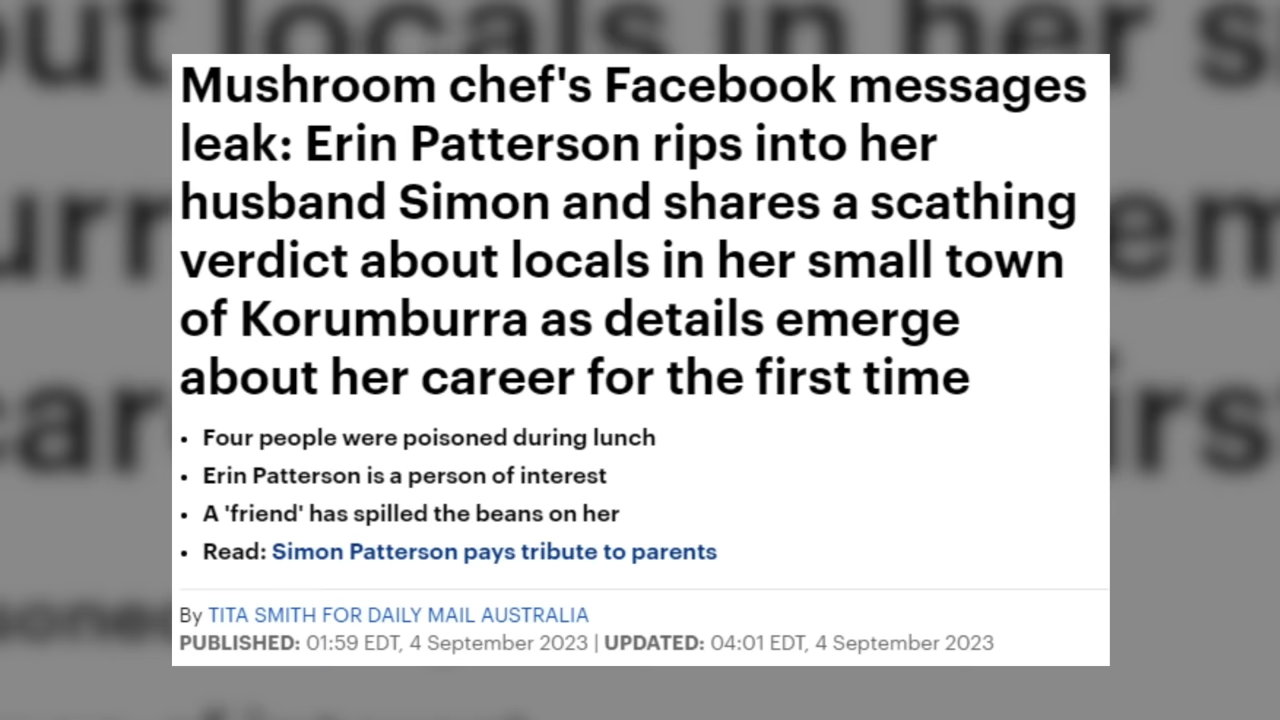 Mushroom chef's Facebook messages
leak: Erin Patterson rips into her
husband Simon and shares a scathing
verdict about locals in her small town
of Korumburra as details emerge
about her career for the first time
• Four people were poisoned during lunch
• Erin Patterson is a person of interest
• A 'friend' has spilled the beans on her
• Read: Simon Patterson pays tribute to parents
By TITA SMITH FOR DAILY MAIL AUSTRALIA
PUBLISHED: 01:59 EDT, 4 September 2023 | UPDATED: 04:01 EDT, 4 September 2023